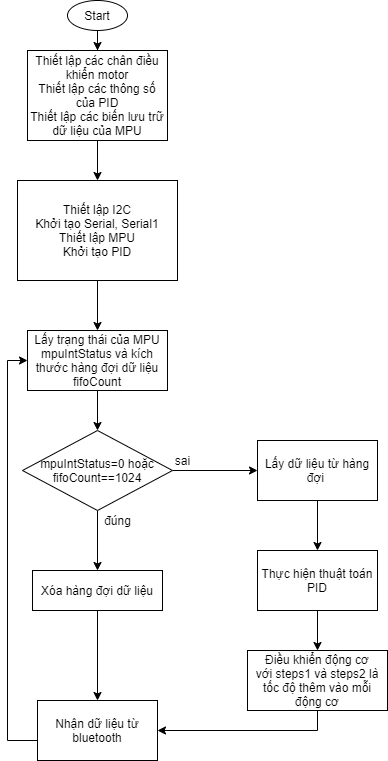 Start
Thiết lập các chân điều
khiển motor
Thiết lập các thông số
của PID
Thiết lập các biến lưu trữ
dữ liệu của MPU
Thiết lập I2C
Khởi tạo Serial, Serial1
Thiết lập MPU
Khởi tạo PID
Lấy trạng thái của MPU
mpuIntStatus và kích
thước hàng đợi dữ liệu
fifoCount
mpuIntStatus=0 hoặc
fifoCount==1024
sai
Lấy dữ liệu từ hàng
đợi
đúng
Xóa hàng đợi dữ liệu
Thực hiện thuật toán
PID
Điều khiển động cơ
với steps1 và steps2 là
tốc độ thêm vào mỗi
động cơ
Nhận dữ liệu từ
bluetooth